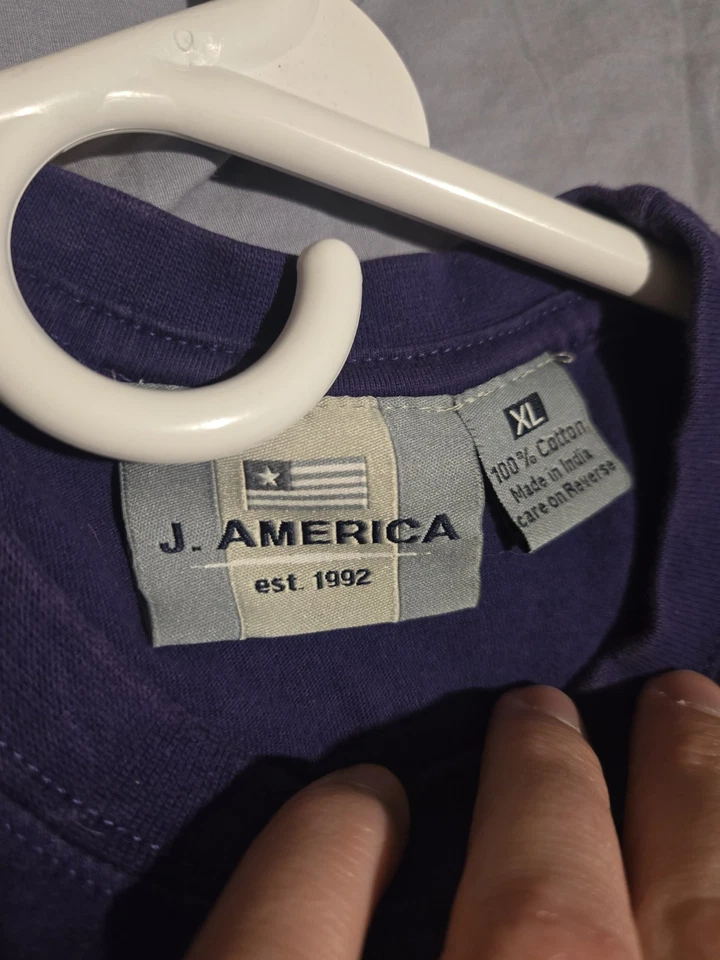 J. AMERICA
est. 1992
XL
100% Cotton
Made in India
care on Reverse